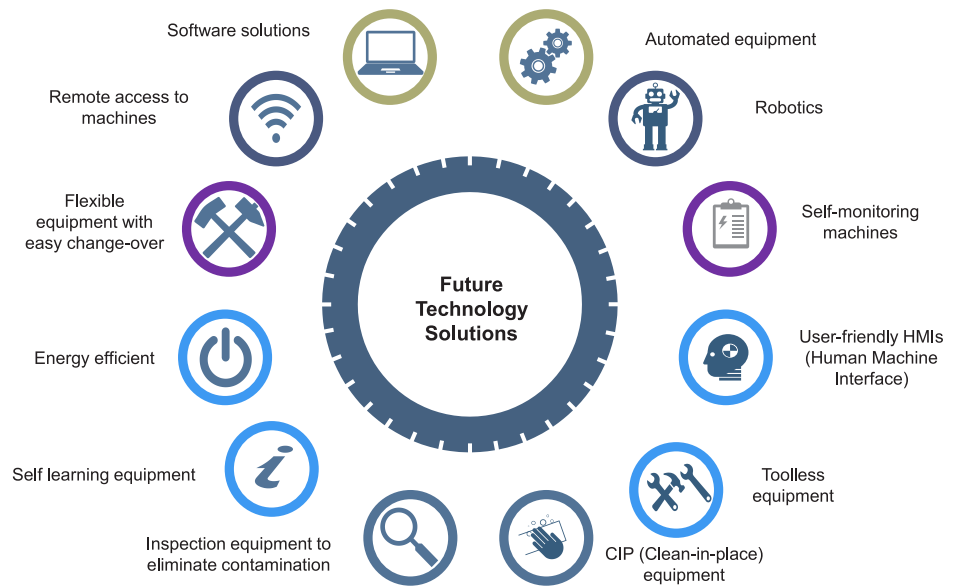 Software solutions
Automated equipment
Remote access to
machines
Robotics
Flexible
equipment with
easy change-over
Self-monitoring
machines
Future
Technology
Solutions
Energy efficient
User-friendly HMIs
(Human Machine
Interface)
Self learning equipment
i
Toolless
equipment
Inspection equipment to
eliminate contamination
CIP (Clean-in-place)
equipment